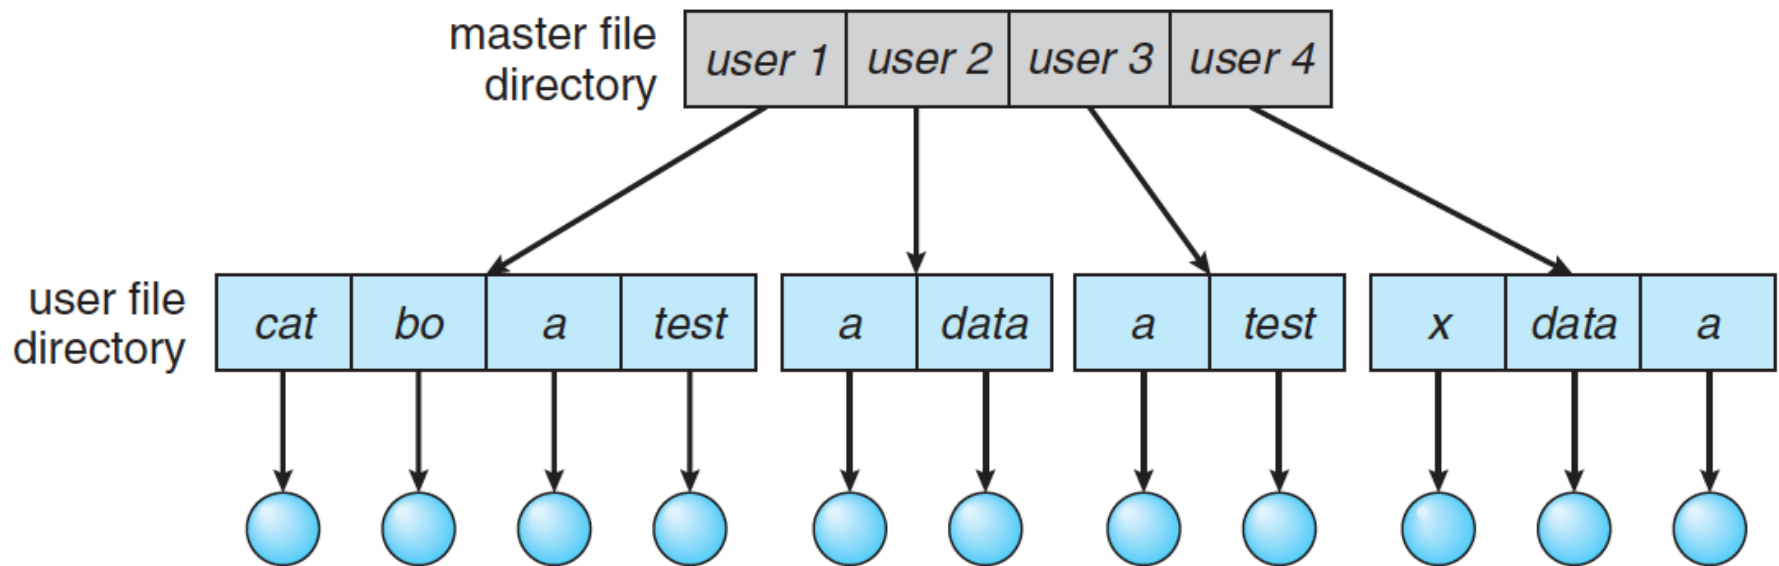 master file
directory
user 1 user 2 user 3 user 4
user file
directory
cat bo a test a data a test x data a